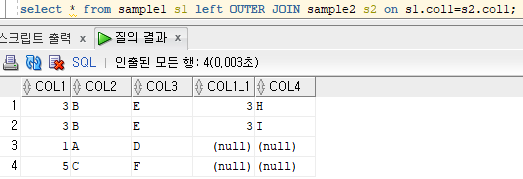 select * from sample1 s1 left OUTER JOIN sample2 s2 on s1.col1=s2.col1;
스크립트 출력 × 질의 결과 ×
SQL | 인출된 모든 행: 4(0,003초)
COL1 COL2 COL3 COL1_1 COL4
1 3 B E 3 H
2 3 B E 3 I
3 1 A D (null) (null)
4 5 C F (null) (null)